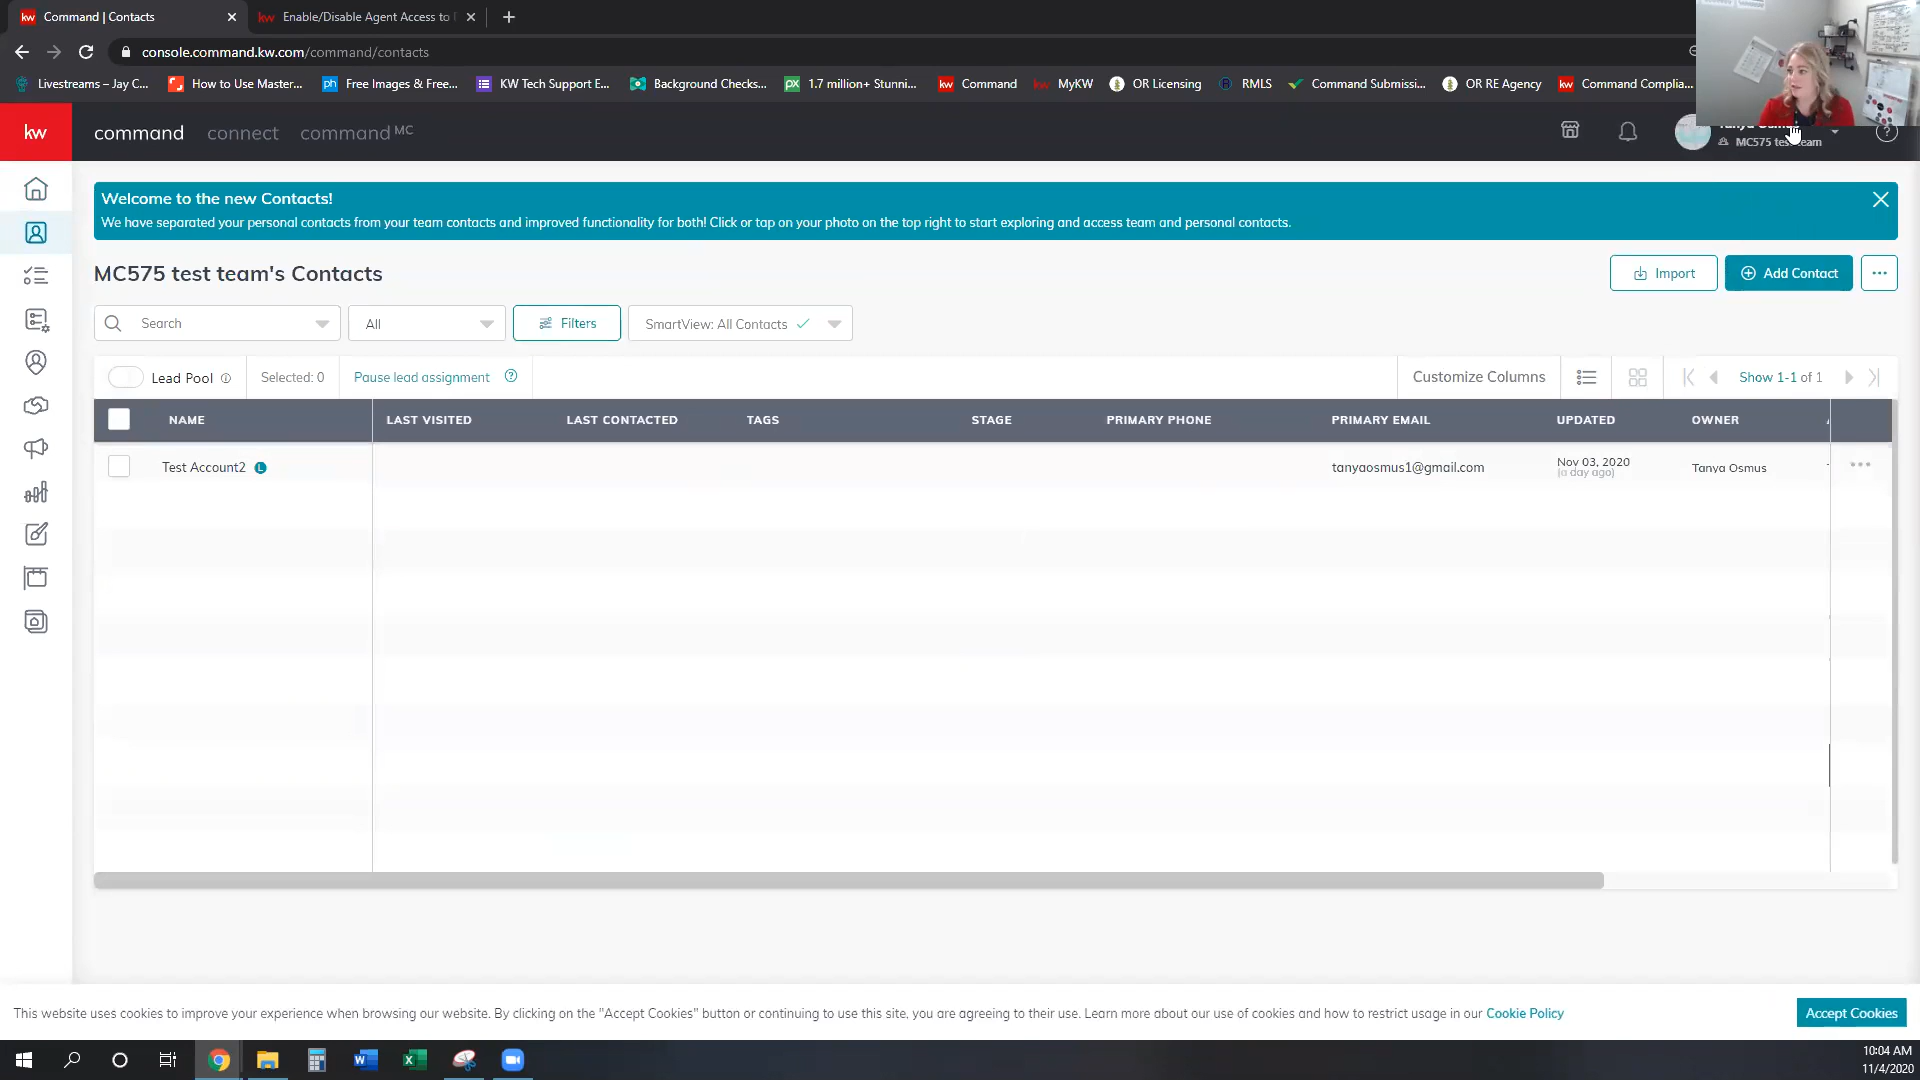 kw Command | Contacts
kw Enable/Disable Agent Access to
console.command.kw.com/command/contacts
Livestreams – Jay C... How to Use Master... ph Free Images & Free... KW Tech Support E... Background Checks... px 1.7 million+ Stunni... kw Command kw MyKW OR Licensing RMLS Command Submissi... OR RE Agency kw Command Complia...
kw command connect command MC
MC575 test team
Welcome to the new Contacts!
We have separated your personal contacts from your team contacts and improved functionality for both! Click or tap on your photo on the top right to start exploring and access team and personal contacts.
MC575 test team's Contacts
Import Add Contact
Search All Filters SmartView: All Contacts
Lead Pool Selected: 0 Pause lead assignment Customize Columns Show 1-1 of 1
NAME LAST VISITED LAST CONTACTED TAGS STAGE PRIMARY PHONE PRIMARY EMAIL UPDATED OWNER
Test Account2 L tanyaosmus1@gmail.com Nov 03, 2020 Tanya Osmus
(a day ago)
This website uses cookies to improve your experience when browsing our website. By clicking on the "Accept Cookies" button or continuing to use this site, you are agreeing to their use. Learn more about our use of cookies and how to restrict usage in our Cookie Policy
Accept Cookies
10:04 AM
11/4/2020